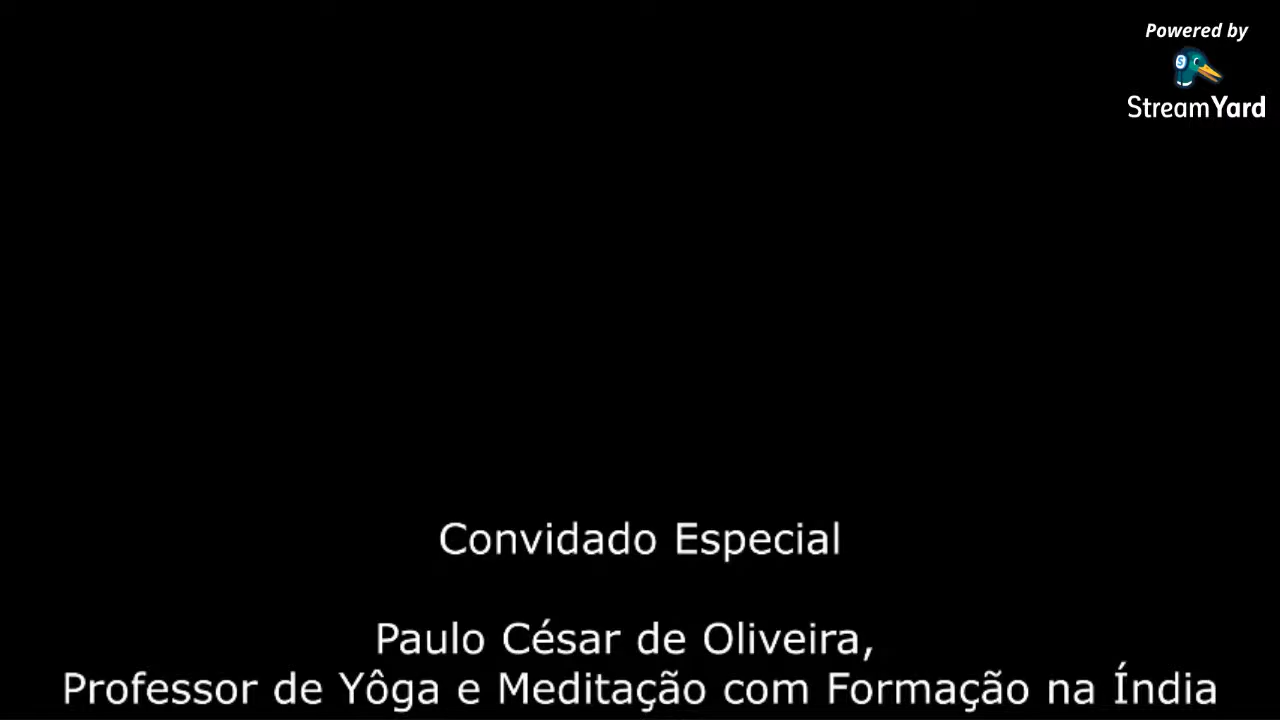 Powered by
S
StreamYard
Convidado Especial
Paulo César de Oliveira,
Professor de Yôga e Meditação com Formação na Índia